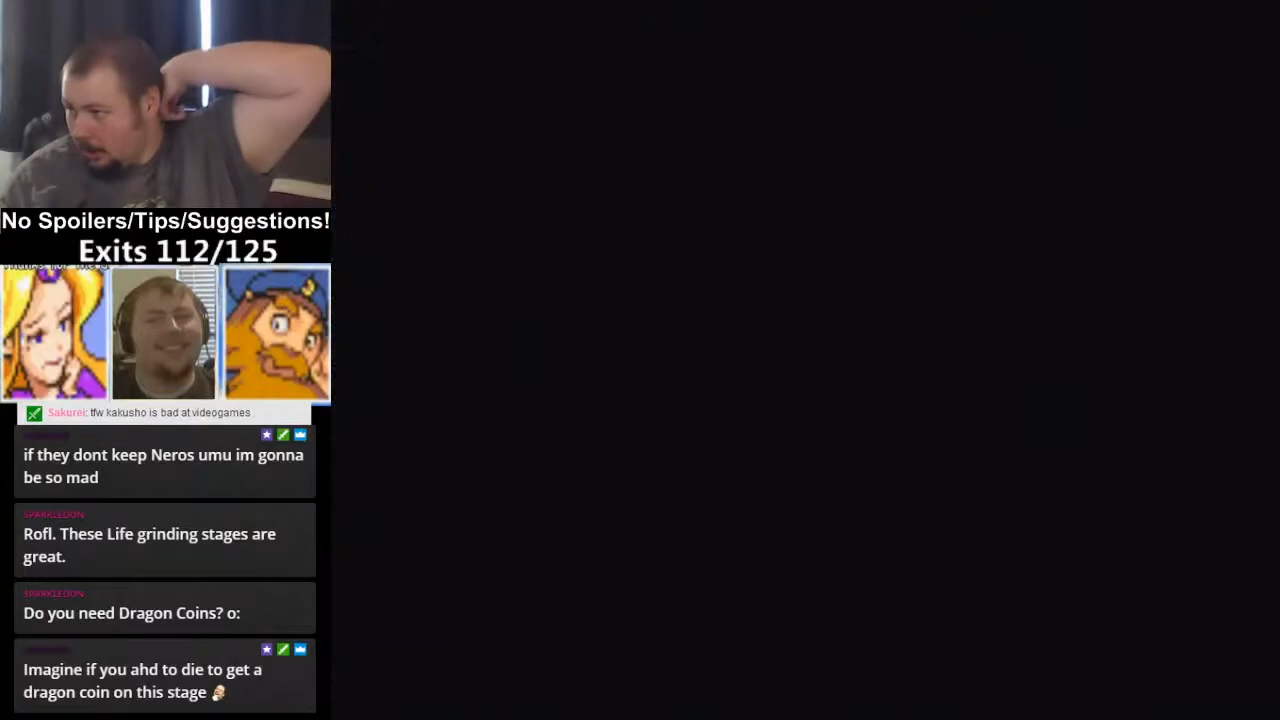 No Spoilers/Tips/Suggestions!
Exits 112/125
Sakurei: tfw kakusho is bad at videogames
if they dont keep Neros umu im gonna
be so mad
SPARKLEDON
Rofl. These Life grinding stages are
great.
SPARKLEDON
Do you need Dragon Coins? o:
Imagine if you ahd to die to get a
dragon coin on this stage